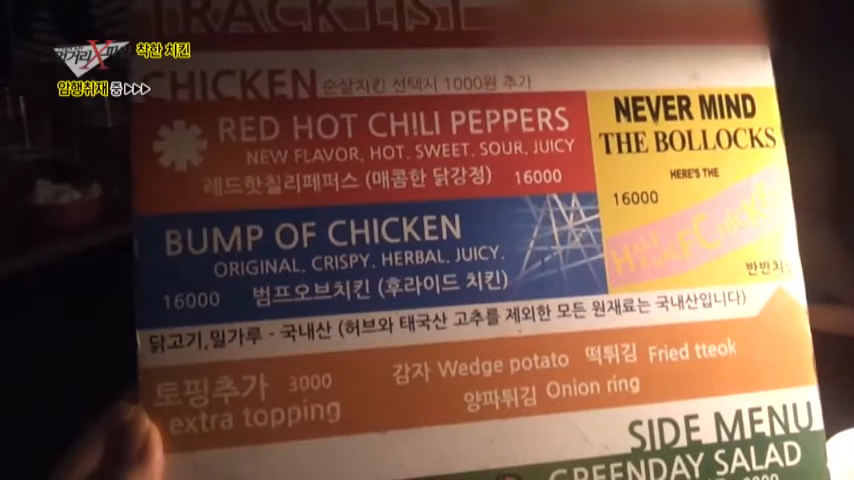 착한 치킨
암행취재 중 ▷▷▷
TRACK LIST
CHICKEN 순살치킨 선택시 1000원 추가
RED HOT CHILI PEPPERS
NEW FLAVOR. HOT. SWEET. SOUR. JUICY
레드핫칠리페퍼스 (매콤한 닭강정) 16000
BUMP OF CHICKEN
ORIGINAL. CRISPY. HERBAL. JUICY.
16000 범프오브치킨 (후라이드 치킨)
NEVER MIND
THE BOLLOCKS
HERE'S THE
16000
HALF CHICKEN
반반치
닭고기,밀가루 - 국내산 (허브와 태국산 고추를 제외한 모든 원재료는 국내산입니다)
토핑추가 3000
extra topping
감자 Wedge potato 떡튀김 Fried tteok
양파튀김 Onion ring
SIDE MENU
GREENDAY SALAD